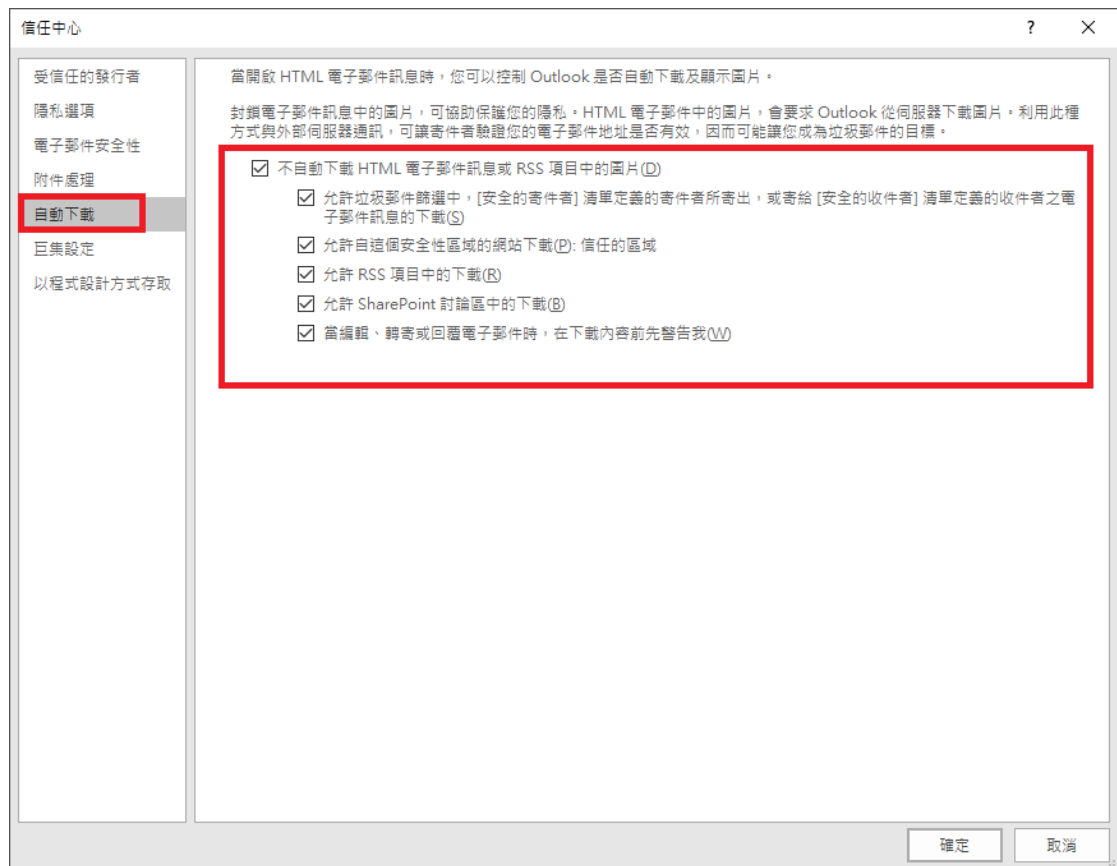 信任中心
?
受信任的發行者
隱私選項
電子郵件安全性
附件處理
自動下載
巨集設定
以程式設計方式存取
當開啟 HTML 電子郵件訊息時，您可以控制 Outlook 是否自動下載及顯示圖片。
封鎖電子郵件訊息中的圖片，可協助保護您的隱私。HTML 電子郵件中的圖片，會要求 Outlook 從伺服器下載圖片。利用此種
方式與外部伺服器通訊，可讓寄件者驗證您的電子郵件地址是否有效，因而可能讓您成為垃圾郵件的目標。
不自動下載 HTML 電子郵件訊息或 RSS 項目中的圖片(D)
允許垃圾郵件篩選中，[安全的寄件者] 清單定義的寄件者所寄出，或寄給 [安全的收件者] 清單定義的收件者之電
子郵件訊息的下載(S)
允許自這個安全性區域的網站下載(P): 信任的區域
允許 RSS 項目中的下載(R)
允許 SharePoint 討論區中的下載(B)
當編輯、轉寄或回覆電子郵件時，在下載內容前先警告我(W)
確定
取消